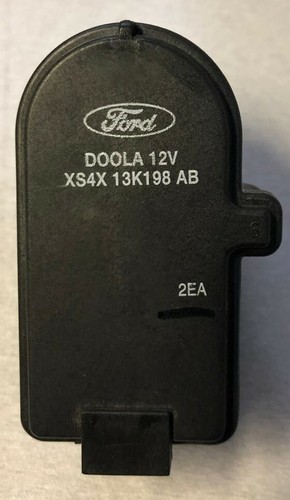 Ford
DOOLA 12V
XS4X 13K198 AB
2EA